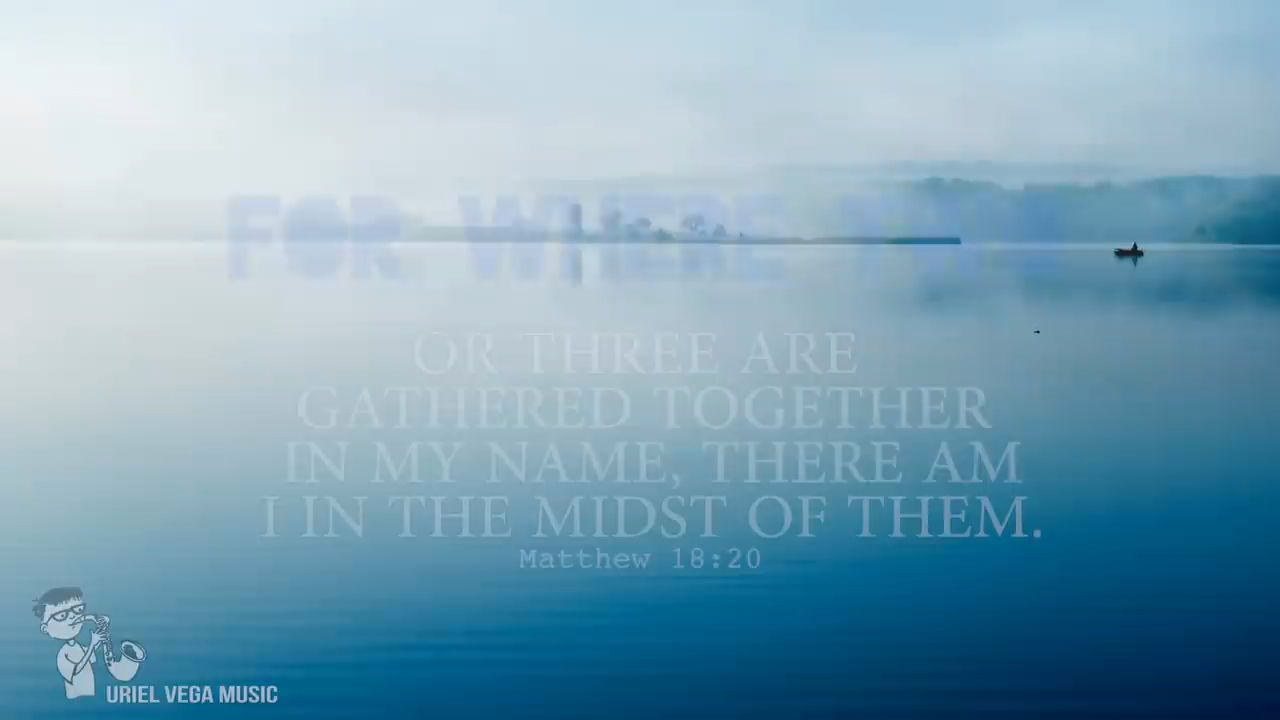 FOR WHERE TWO
OR THREE ARE
GATHERED TOGETHER
IN MY NAME, THERE AM
I IN THE MIDST OF THEM.
Matthew 18:20
URIEL VEGA MUSIC